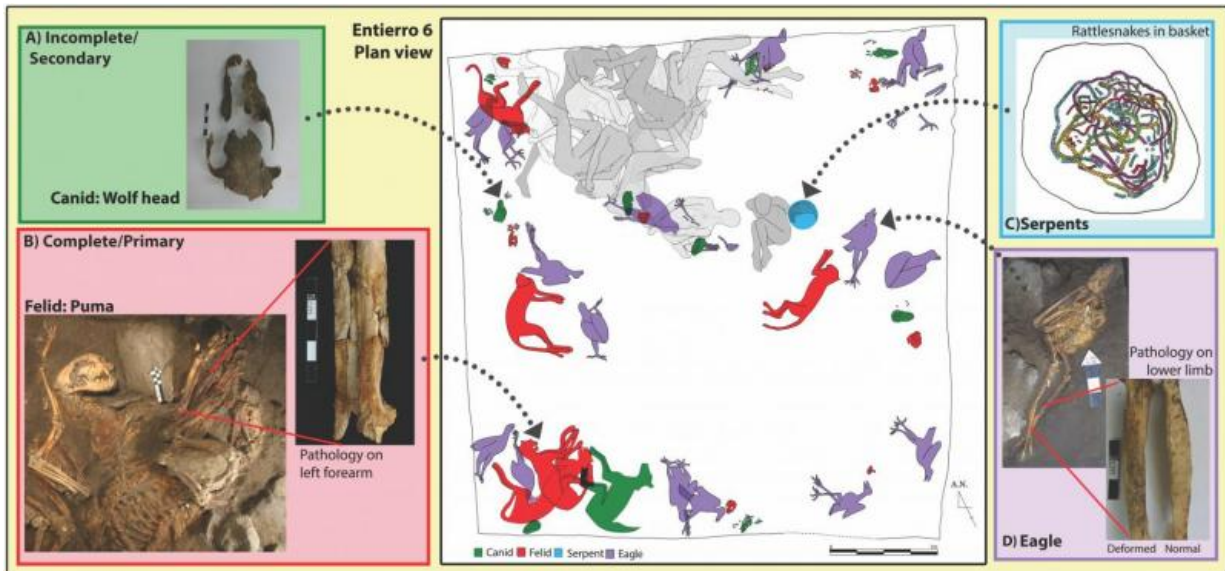 A) Incomplete/
Secondary
Canid: Wolf head
Entierro 6
Plan view
Rattlesnakes in basket
C)Serpents
B) Complete/Primary
Felid: Puma
Pathology on
left forearm
Pathology on
lower limb
D) Eagle
Deformed Normal
A.N.
Canid Felid Serpent Eagle